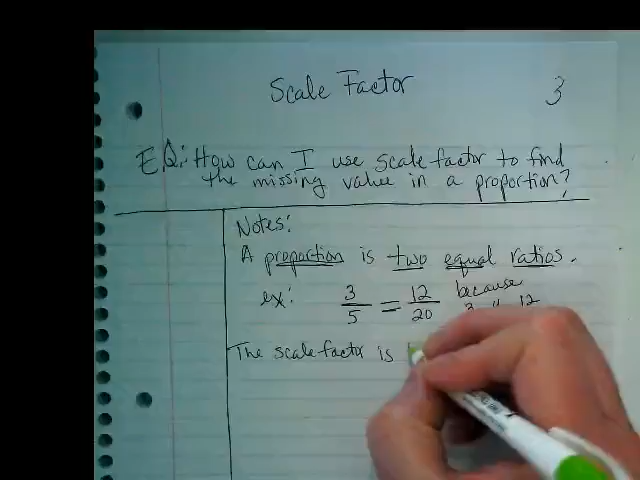 Scale Factor 3
EQ: How can I use scale factor to find
the missing value in a proportion?
Notes:
A proportion is two equal ratios.
ex: 3/5 = 12/20 because
12
The scale factor is